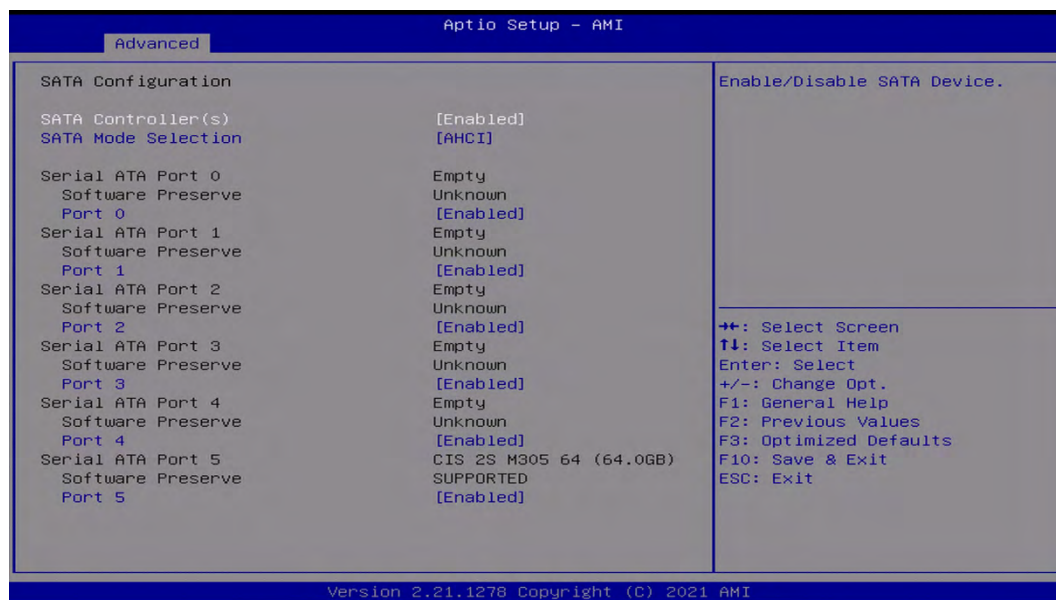 Aptio Setup – AMI
Advanced
SATA Configuration
SATA Controller(s) [Enabled]
SATA Mode Selection [AHCI]
Serial ATA Port 0 Empty
Software Preserve Unknown
Port 0 [Enabled]
Serial ATA Port 1 Empty
Software Preserve Unknown
Port 1 [Enabled]
Serial ATA Port 2 Empty
Software Preserve Unknown
Port 2 [Enabled]
Serial ATA Port 3 Empty
Software Preserve Unknown
Port 3 [Enabled]
Serial ATA Port 4 Empty
Software Preserve Unknown
Port 4 [Enabled]
Serial ATA Port 5 CIS 2S M305 64 (64.0GB)
Software Preserve SUPPORTED
Port 5 [Enabled]
Enable/Disable SATA Device.
→←: Select Screen
↑↓: Select Item
Enter: Select
+/-: Change Opt.
F1: General Help
F2: Previous Values
F3: Optimized Defaults
F10: Save & Exit
ESC: Exit
Version 2.21.1278 Copyright (C) 2021 AMI